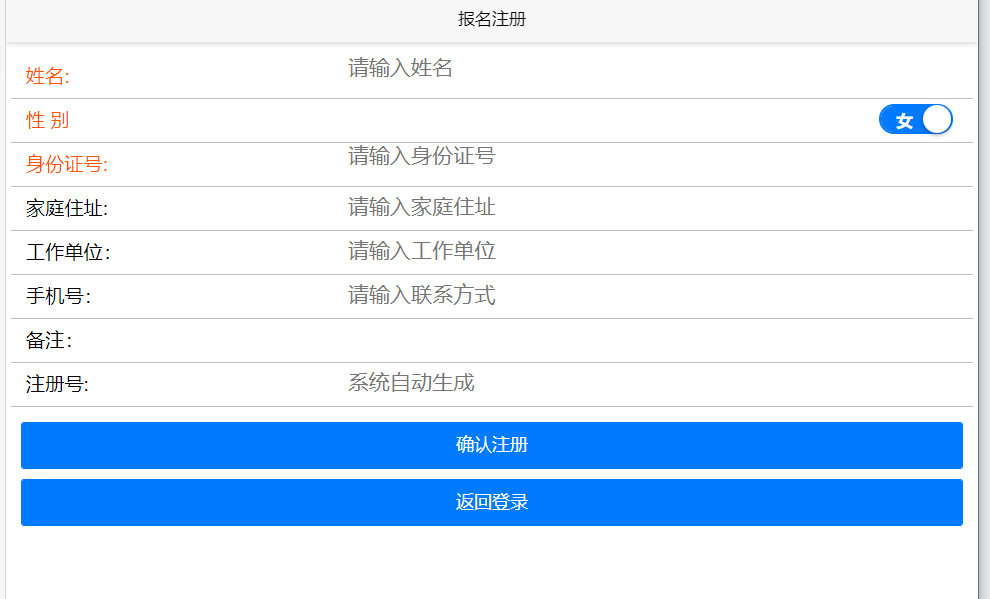 报名注册
姓名: 请输入姓名
性 别 女
身份证号: 请输入身份证号
家庭住址: 请输入家庭住址
工作单位: 请输入工作单位
手机号: 请输入联系方式
备注:
注册号: 系统自动生成
确认注册
返回登录